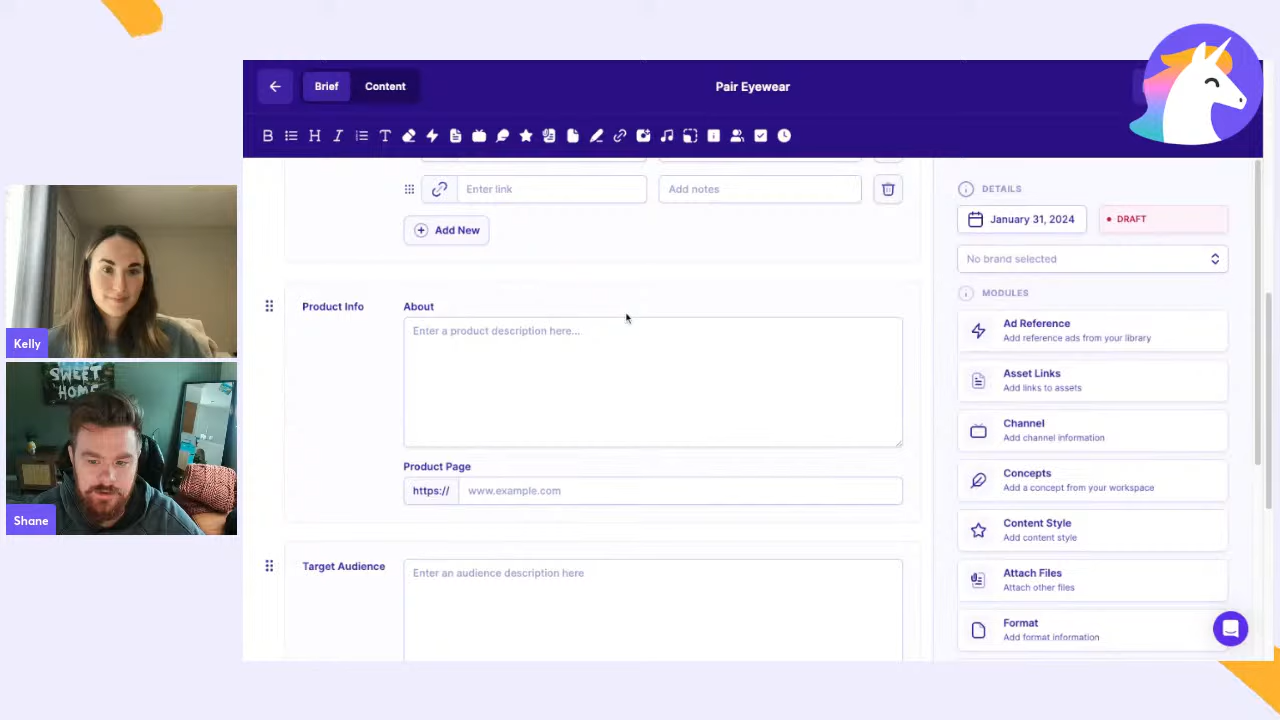 Brief
Content
Pair Eyewear
Enter link
Add notes
Add New
Product Info
About
Enter a product description here...
Product Page
https://
www.example.com
Target Audience
Enter an audience description here
DETAILS
January 31, 2024
DRAFT
No brand selected
MODULES
Ad Reference
Add reference ads from your library
Asset Links
Add links to assets
Channel
Add channel information
Concepts
Add a concept from your workspace
Content Style
Add content style
Attach Files
Attach other files
Format
Add format information
Kelly
SWEET
HOME
Shane